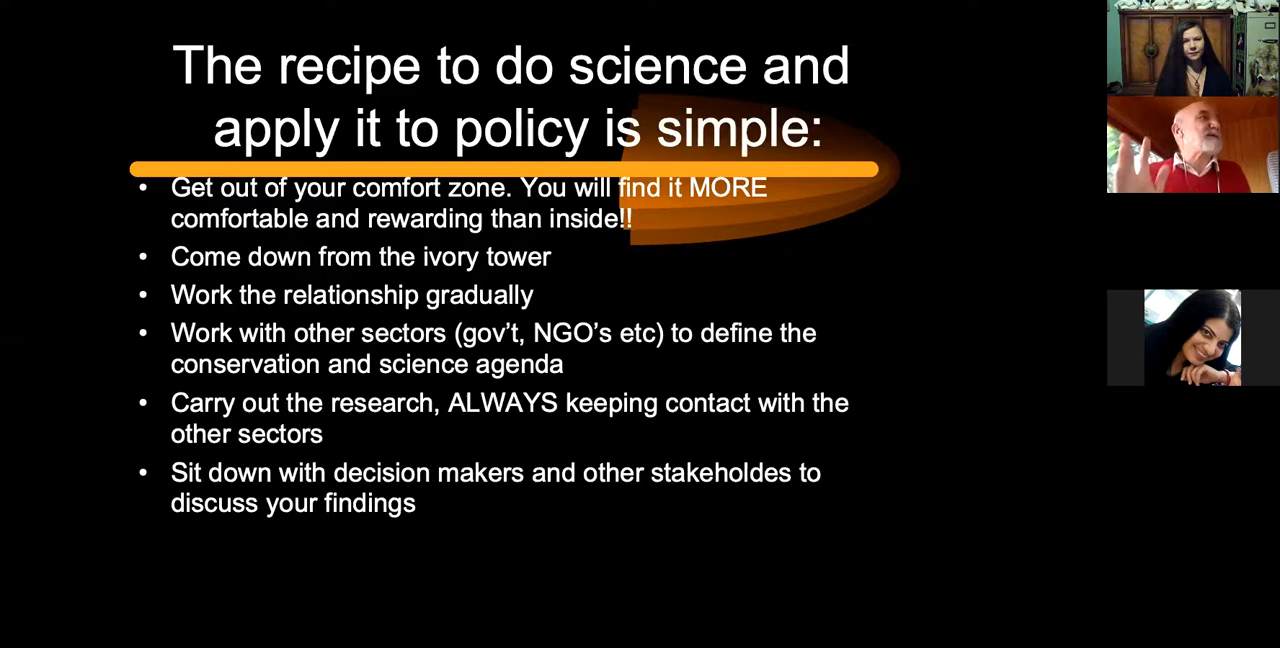 The recipe to do science and
apply it to policy is simple:
• Get out of your comfort zone. You will find it MORE
comfortable and rewarding than inside!!
• Come down from the ivory tower
• Work the relationship gradually
• Work with other sectors (gov’t, NGO’s etc) to define the
conservation and science agenda
• Carry out the research, ALWAYS keeping contact with the
other sectors
• Sit down with decision makers and other stakeholdes to
discuss your findings